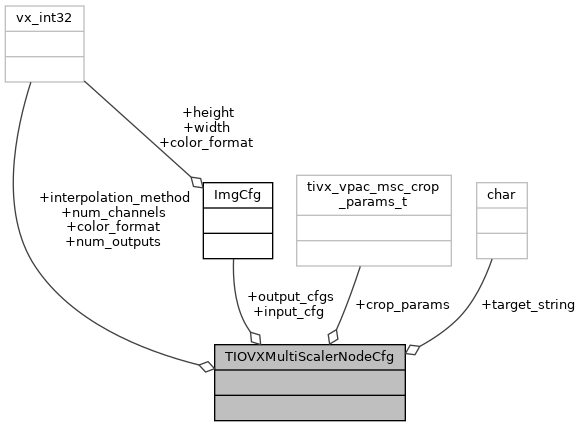 vx_int32
+height
+width
+color_format
+interpolation_method
+num_channels
+color_format
+num_outputs
ImgCfg
tivx_vpac_msc_crop
_params_t
char
+output_cfgs
+input_cfg
+crop_params
+target_string
TIOVXMultiScalerNodeCfg